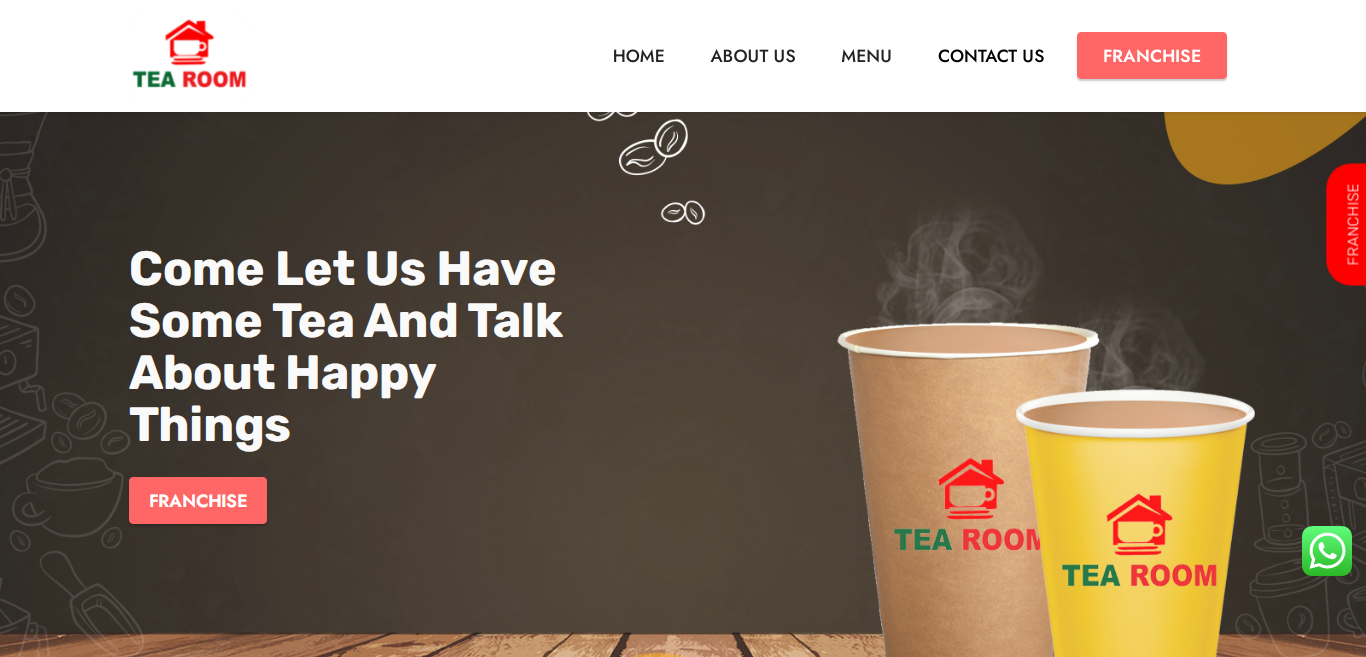 TEA ROOM
HOME
ABOUT US
MENU
CONTACT US
FRANCHISE
FRANCHISE
Come Let Us Have
Some Tea And Talk
About Happy
Things
FRANCHISE
TEA ROOM
TEA ROOM